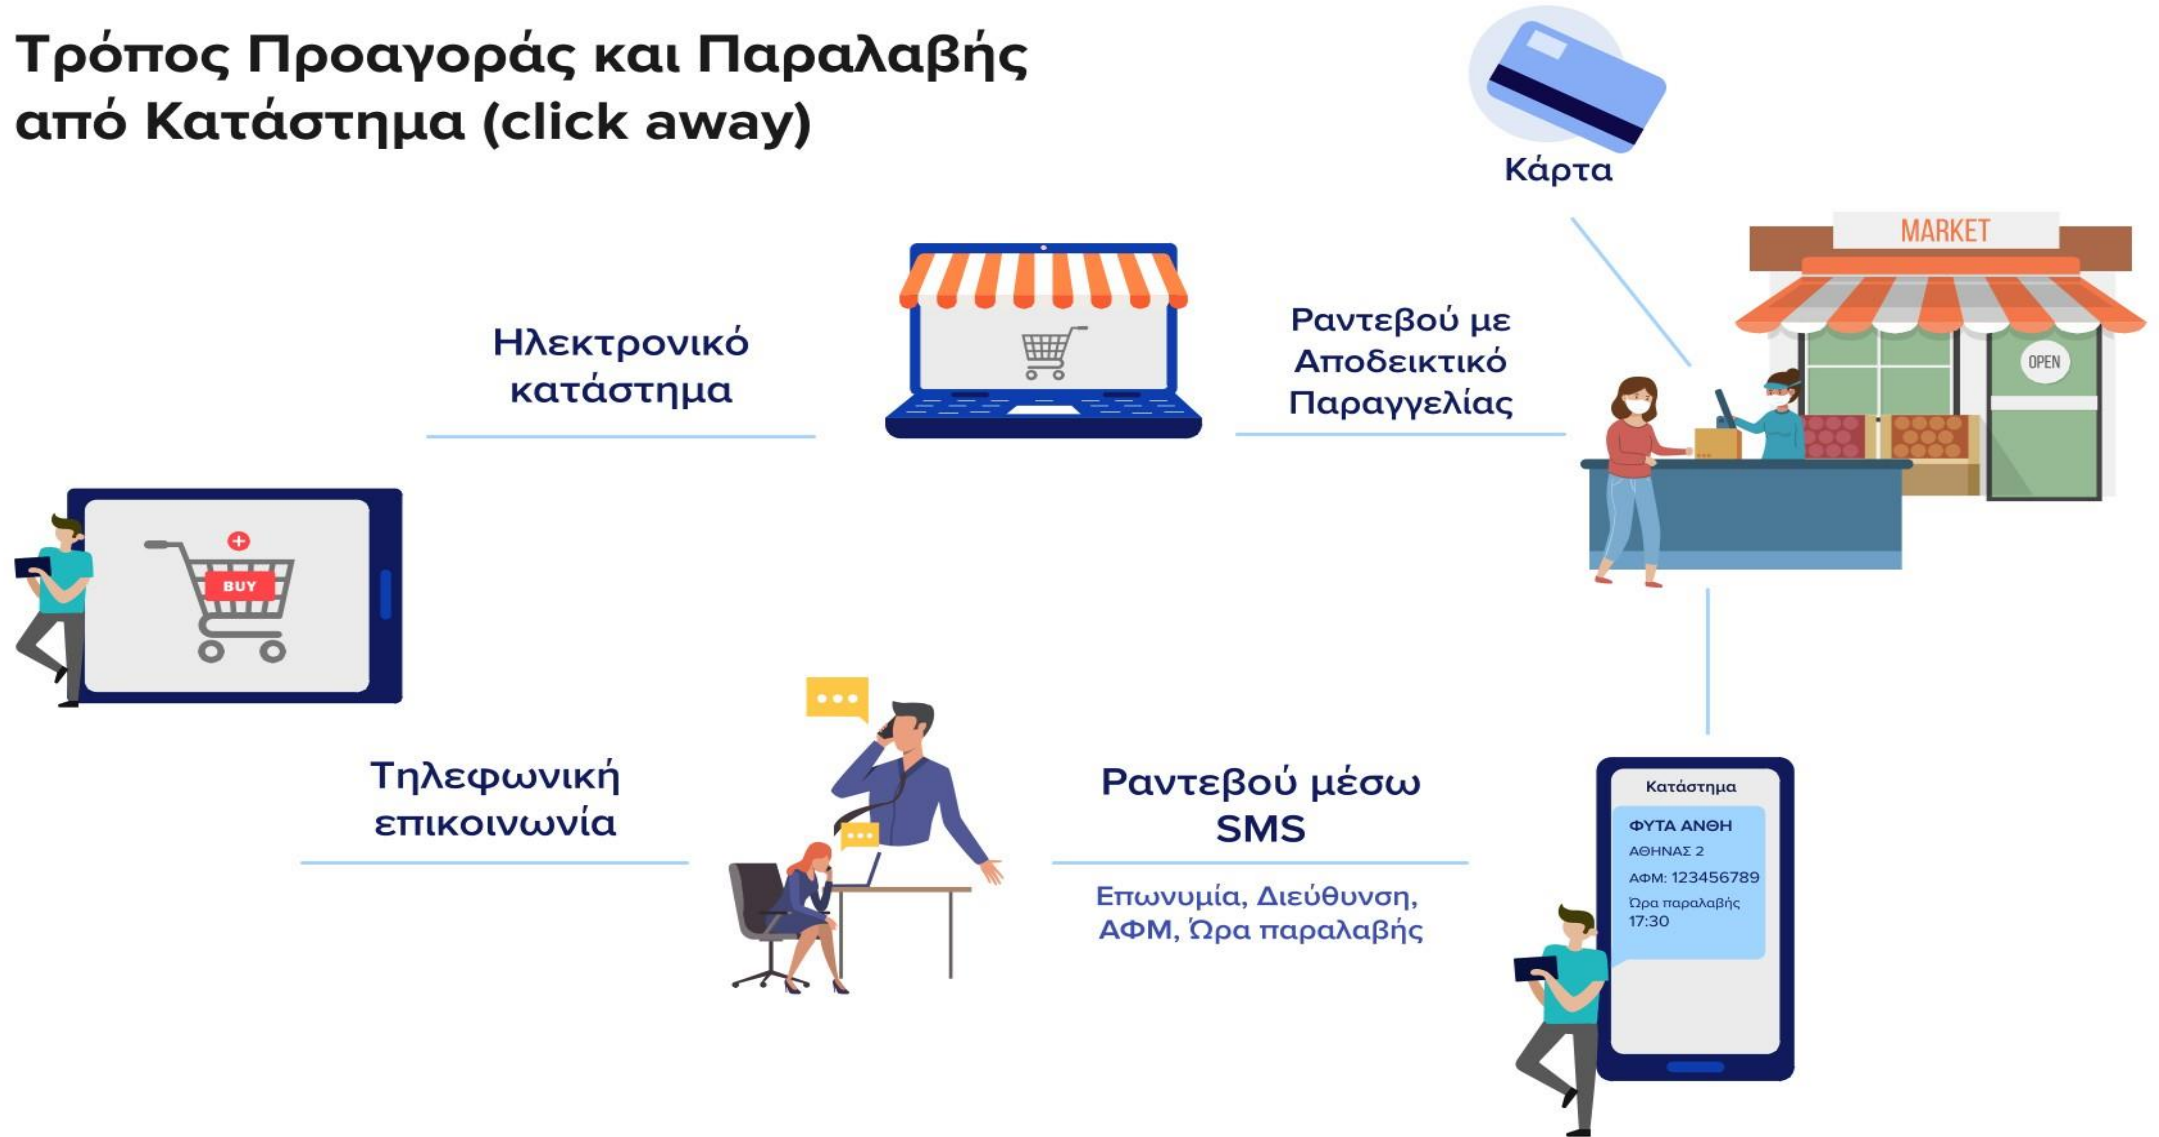 Τρόπος Προαγοράς και Παραλαβής
από Κατάστημα (click away)
Κάρτα
MARKET
OPEN
Ηλεκτρονικό
κατάστημα
Ραντεβού με
Αποδεικτικό
Παραγγελίας
BUY
Τηλεφωνική
επικοινωνία
Ραντεβού μέσω
SMS
Επωνυμία, Διεύθυνση,
ΑΦΜ, Ώρα παραλαβής
Κατάστημα
ΦΥΤΑ ΑΝΘΗ
ΑΘΗΝΑΣ 2
ΑΦΜ: 123456789
Ώρα παραλαβής
17:30